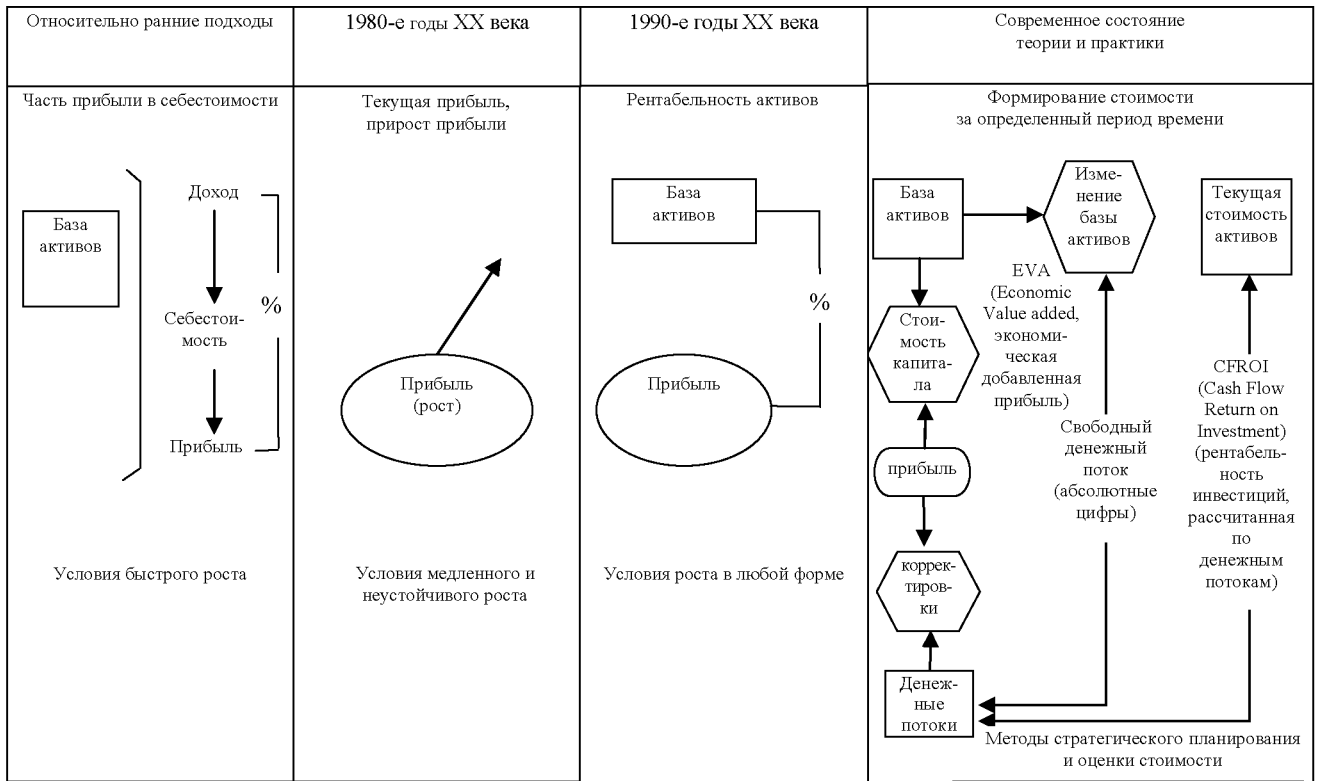 Относительно ранние подходы
1980-е годы XX века
1990-е годы XX века
Современное состояние
теории и практики
Часть прибыли в себестоимости
База
активов
Доход
Себестои-
мость
Прибыль
%
Условия быстрого роста
Текущая прибыль,
прирост прибыли
Прибыль
(рост)
Условия медленного и
неустойчивого роста
Рентабельность активов
База
активов
%
Прибыль
Условия роста в любой форме
Формирование стоимости
за определенный период времени
База
активов
Изме-
нение
базы
активов
Текущая
стоимость
активов
EVA
(Economic
Value added,
экономи-
ческая
добавленная
прибыль)
Стои-
мость
капита-
ла
прибыль
Свободный
денежный
поток
(абсолютные
цифры)
CFROI
(Cash Flow
Return on
Investment)
(рентабель-
ность
инвестиций,
рассчитанная
по
денежным
потокам)
коррек-
тиров-
ки
Денеж-
ные
потоки
Методы стратегического планирования
и оценки стоимости